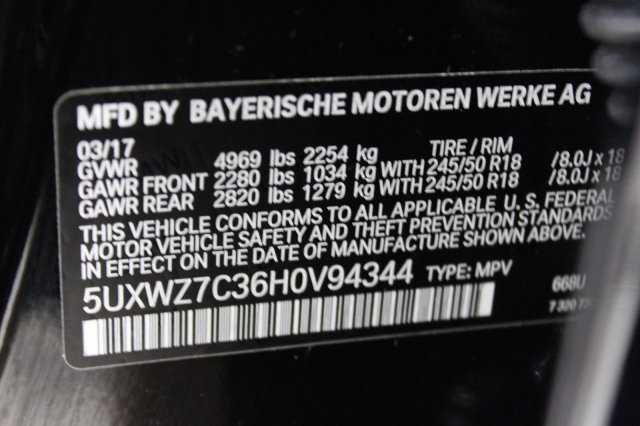 MFD BY BAYERISCHE MOTOREN WERKE AG
03/17 TIRE / RIM
GVWR 4969 lbs 2254 kg
GAWR FRONT 2280 lbs 1034 kg WITH 245/50 R18 /8.0J x 18
GAWR REAR 2820 lbs 1279 kg WITH 245/50 R18 /8.0J x 18
THIS VEHICLE CONFORMS TO ALL APPLICABLE U. S. FEDERAL
MOTOR VEHICLE SAFETY AND THEFT PREVENTION STANDARDS
IN EFFECT ON THE DATE OF MANUFACTURE SHOWN ABOVE.
5UXWZ7C36H0V94344 TYPE: MPV 668U
7 320